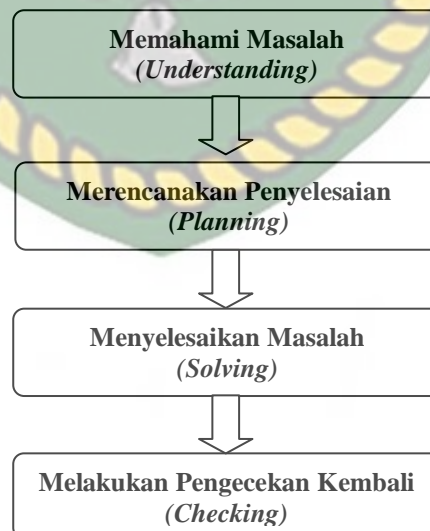 Memahami Masalah
(Understanding)
Merencanakan Penyelesaian
(Planning)
Menyelesaikan Masalah
(Solving)
Melakukan Pengecekan Kembali
(Checking)